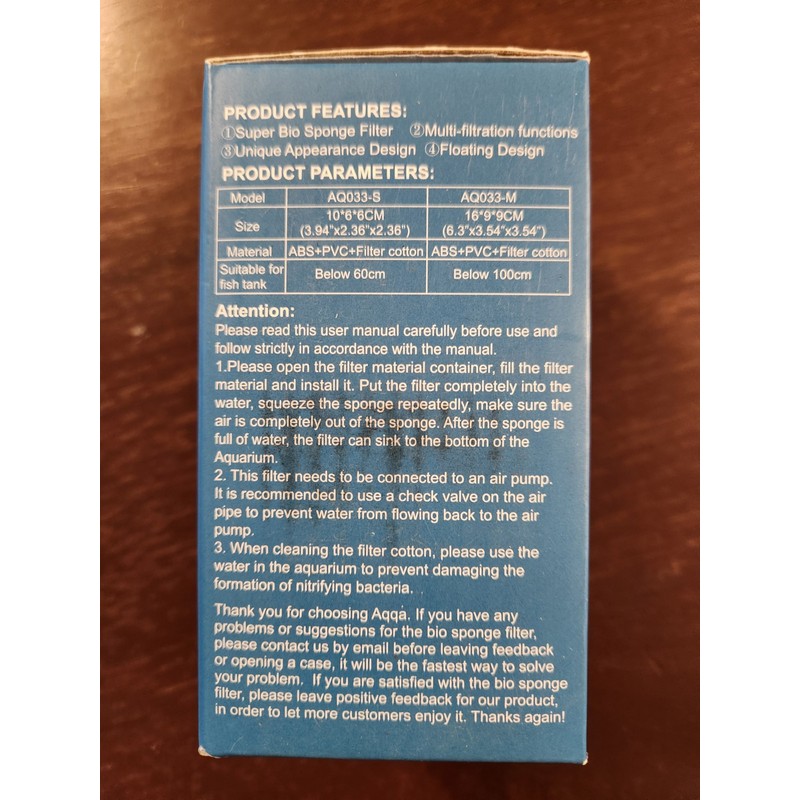 PRODUCT FEATURES:
①Super Bio Sponge Filter ②Multi-filtration functions
③Unique Appearance Design ④Floating Design
PRODUCT PARAMETERS:
Model AQ033-S AQ033-M
Size 10*6*6CM (3.94"x2.36"x2.36") 16*9*9CM (6.3"x3.54"x3.54")
Material ABS+PVC+Filter cotton ABS+PVC+Filter cotton
Suitable for fish tank Below 60cm Below 100cm
Attention:
Please read this user manual carefully before use and
follow strictly in accordance with the manual.
1.Please open the filter material container, fill the filter
material and install it. Put the filter completely into the
water, squeeze the sponge repeatedly, make sure the
air is completely out of the sponge. After the sponge is
full of water, the filter can sink to the bottom of the
Aquarium.
2. This filter needs to be connected to an air pump.
It is recommended to use a check valve on the air
pipe to prevent water from flowing back to the air
pump.
3. When cleaning the filter cotton, please use the
water in the aquarium to prevent damaging the
formation of nitrifying bacteria.
Thank you for choosing Aqqa. If you have any
problems or suggestions for the bio sponge filter,
please contact us by email before leaving feedback
or opening a case, it will be the fastest way to solve
your problem. If you are satisfied with the bio sponge
filter, please leave positive feedback for our product,
in order to let more customers enjoy it. Thanks again!